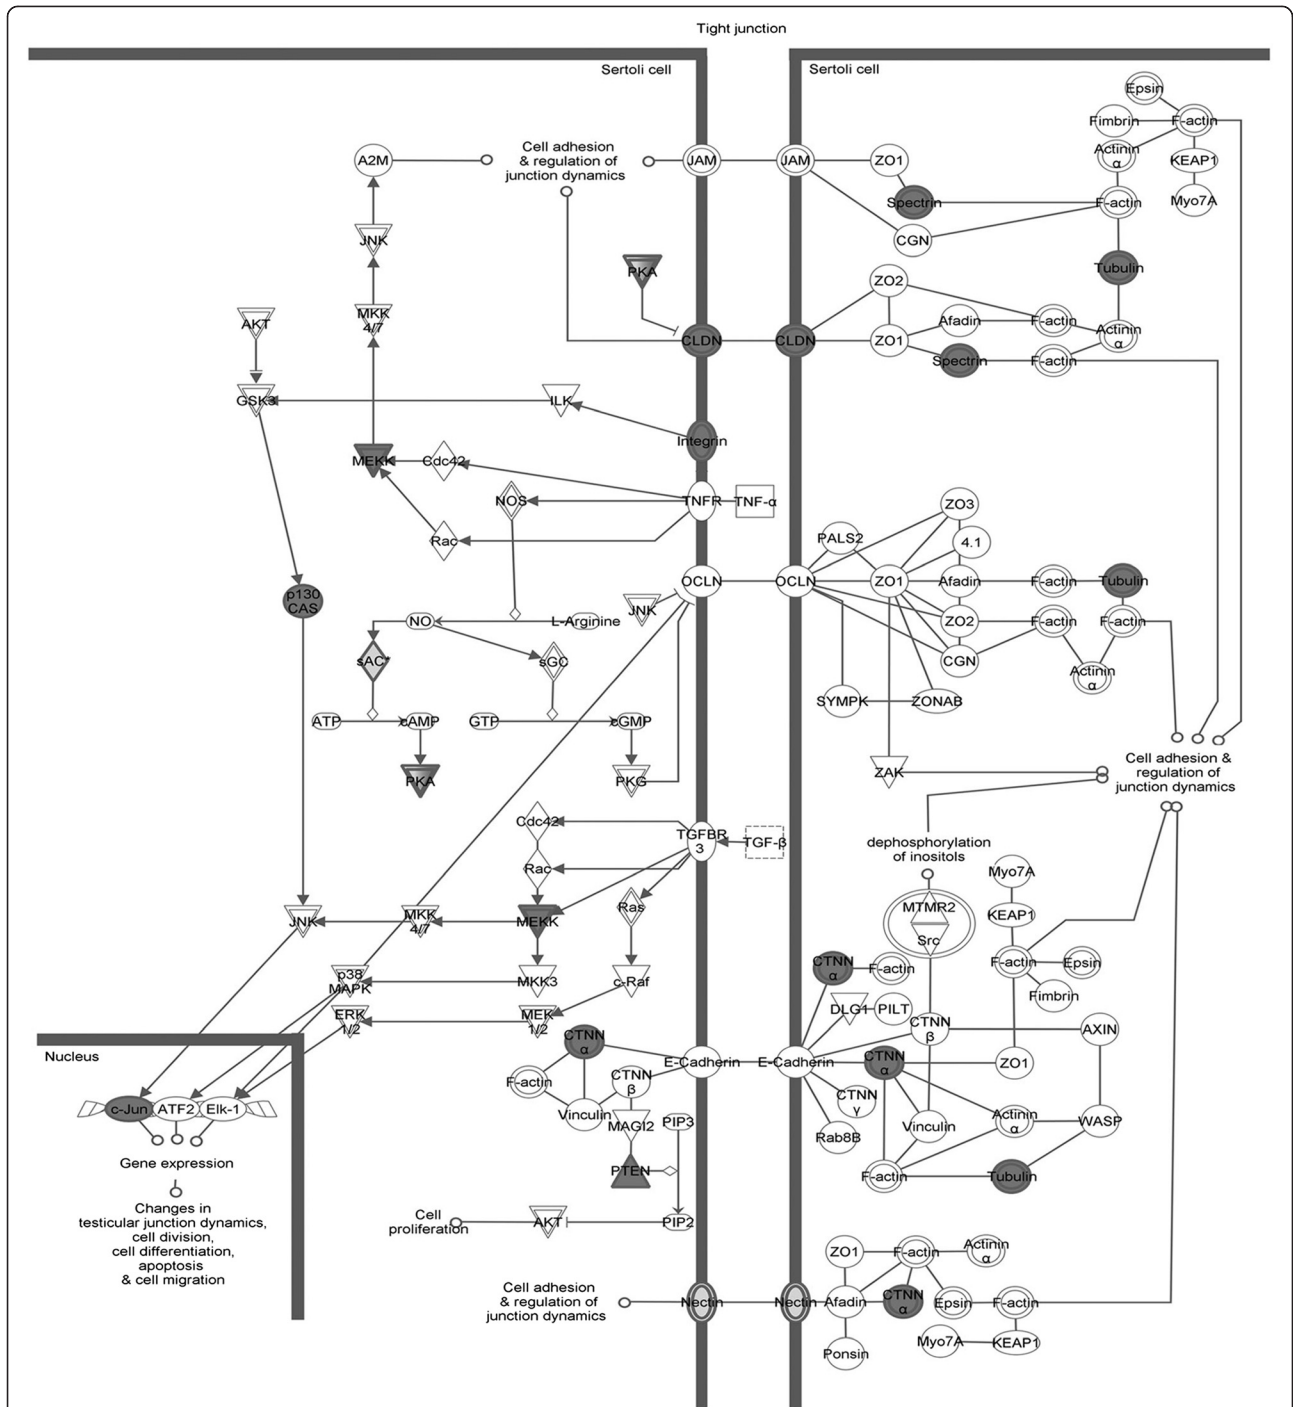 Tight junction
Sertoli cell
Sertoli cell
Epsin
Fimbrin
F-actin
A2M
Cell adhesion
& regulation of
junction dynamics
JAM
JAM
ZO1
Actinin
α
KEAP1
Spectrin
F-actin
Myo7A
JNK
CGN
PKA
Tubulin
ZO2
AKT
MKK
4/7
Afadin
F-actin
Actinin
α
CLDN
CLDN
ZO1
Spectrin
F-actin
GSK3
ILK
Integrin
MEKK
Cdc42
NOS
TNFR
TNF-α
ZO3
Rac
PALS2
4.1
OCLN
OCLN
ZO1
Afadin
F-actin
Tubulin
p130
CAS
JNK
NO
L-Arginine
ZO2
F-actin
F-actin
sAC*
sGC
CGN
Actinin
α
SYMPK
ZONAB
ATP
cAMP
GTP
cGMP
PKA
PKG
ZAK
Cell adhesion &
regulation of
junction dynamics
Cdc42
TGFBR
3
TGF-β
dephosphorylation
of inositols
Rac
Myo7A
JNK
MKK
4/7
MEKK
Ras
MTMR2
Src
KEAP1
p38
MAPK
MKK3
c-Raf
CTNN
α
F-actin
F-actin
Epsin
Fimbrin
ERK
1/2
MEK
1/2
DLG1
PILT
CTNN
β
AXIN
Nucleus
CTNN
α
E-Cadherin
E-Cadherin
CTNN
α
ZO1
F-actin
CTNN
β
CTNN
γ
c-Jun
ATF2
Elk-1
Vinculin
MAGI2
PIP3
Rab8B
Vinculin
Actinin
α
WASP
Gene expression
PTEN
F-actin
Tubulin
Changes in
testicular junction dynamics,
cell division,
cell differentiation,
apoptosis
& cell migration
Cell
proliferation
AKT
PIP2
ZO1
F-actin
Actinin
α
Cell adhesion
& regulation of
junction dynamics
Nectin
Nectin
Afadin
CTNN
α
Epsin
F-actin
Myo7A
KEAP1
Ponsin